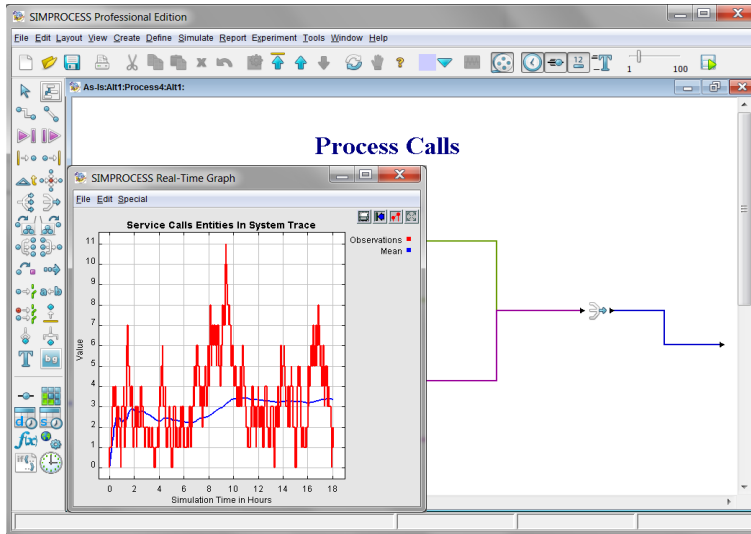 SIMPROCESS Professional Edition
File Edit Layout View Create Define Simulate Report Experiment Tools Window Help
12
1 100
As-Is:Alt1:Process4:Alt1:
Process Calls
SIMPROCESS Real-Time Graph
File Edit Special
Service Calls Entities In System Trace
Observations
Mean
11
10
9
8
7
6
5
4
3
2
1
0
Value
0 2 4 6 8 10 12 14 16 18
Simulation Time in Hours
T
T
bg
d
s
f(x)